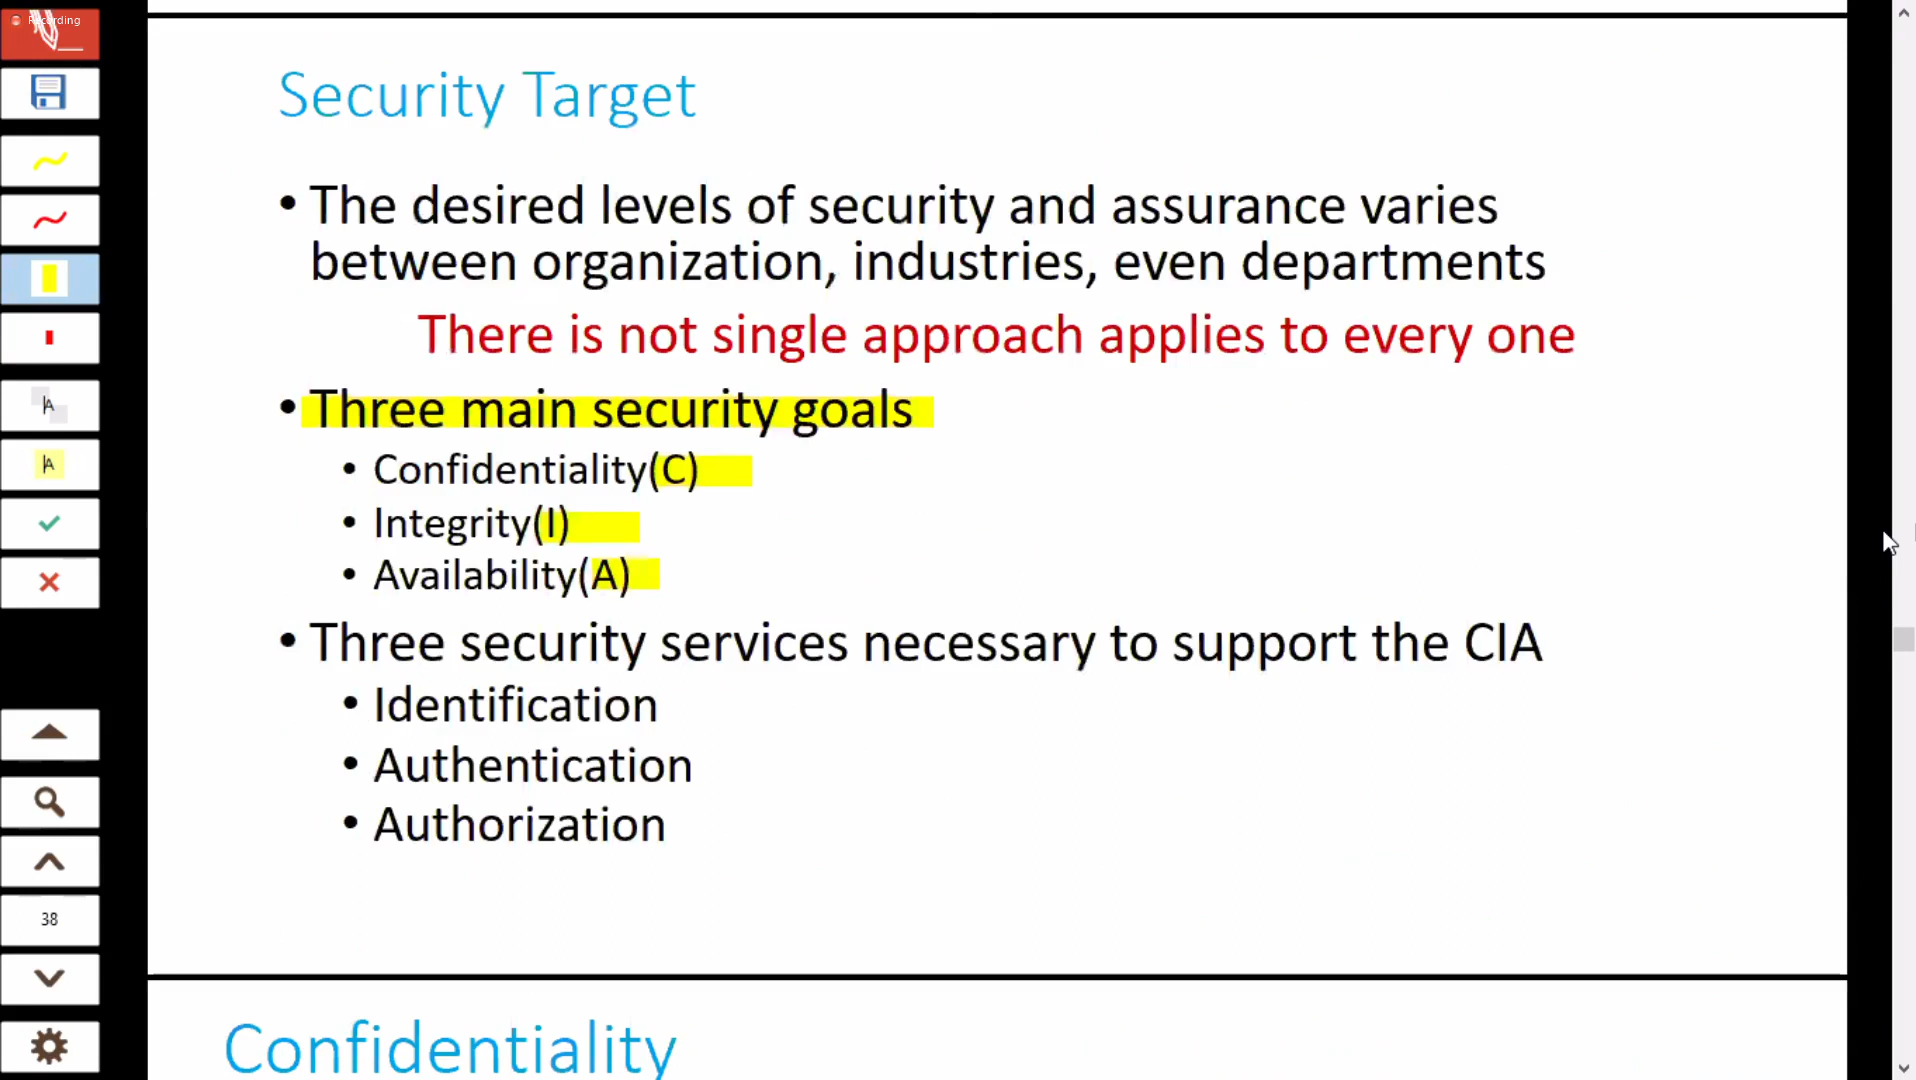 Recording
Security Target
• The desired levels of security and assurance varies
between organization, industries, even departments
There is not single approach applies to every one
• Three main security goals
• Confidentiality(C)
• Integrity(I)
• Availability(A)
• Three security services necessary to support the CIA
• Identification
• Authentication
• Authorization
A
A
38
Confidentiality